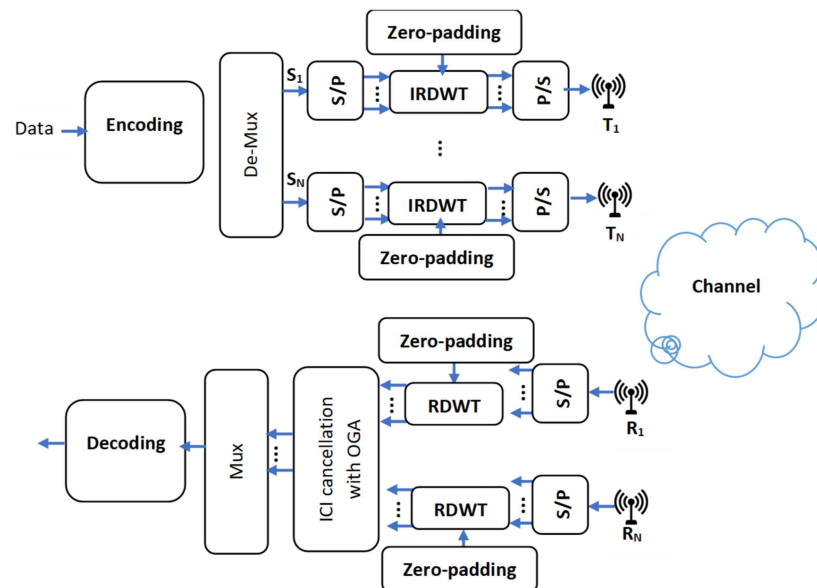 Zero-padding
S1
S/P
IRDWT
P/S
T1
Data
Encoding
De-Mux
...
SN
S/P
IRDWT
P/S
TN
Zero-padding
Channel
Zero-padding
RDWT
S/P
R1
Decoding
Mux
ICI cancellation
with OGA
RDWT
S/P
RN
Zero-padding